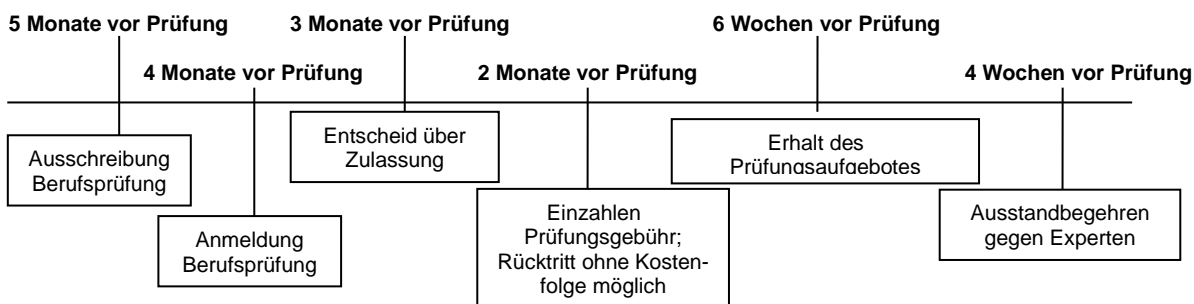 5 Monate vor Prüfung
3 Monate vor Prüfung
6 Wochen vor Prüfung
4 Monate vor Prüfung
2 Monate vor Prüfung
4 Wochen vor Prüfung
Ausschreibung
Berufsprüfung
Anmeldung
Berufsprüfung
Entscheid über
Zulassung
Einzahlen
Prüfungsgebühr;
Rücktritt ohne Kosten-
folge möglich
Erhalt des
Prüfungsaufgebotes
Ausstandbegehren
gegen Experten